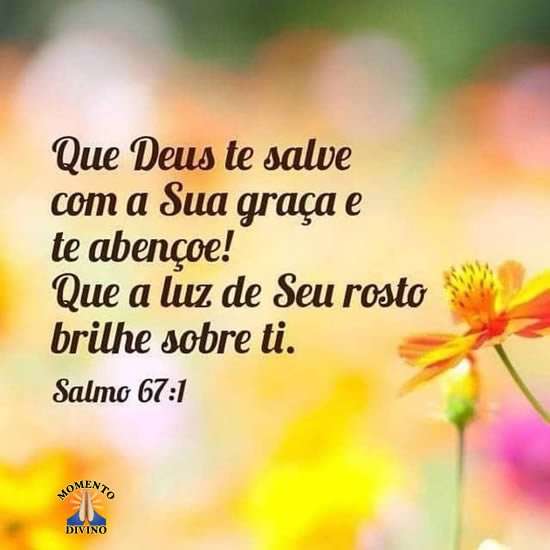 Que Deus te salve
com a Sua graça e
te abençoe!
Que a luz de Seu rosto
brilhe sobre ti.
Salmo 67:1
MOMENTO
DIVINO